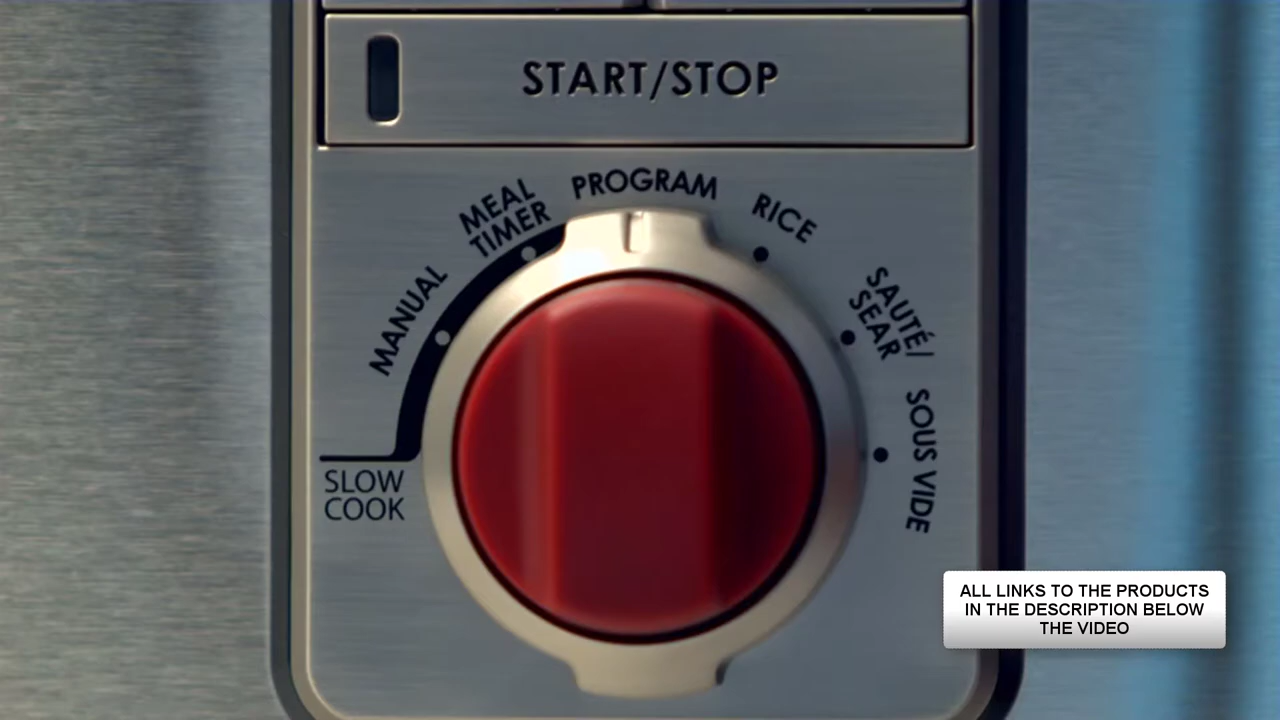 START/STOP
MEAL
TIMER
PROGRAM
RICE
MANUAL
SAUTÉ/
SEAR
SOUS VIDE
SLOW
COOK
ALL LINKS TO THE PRODUCTS
IN THE DESCRIPTION BELOW
THE VIDEO